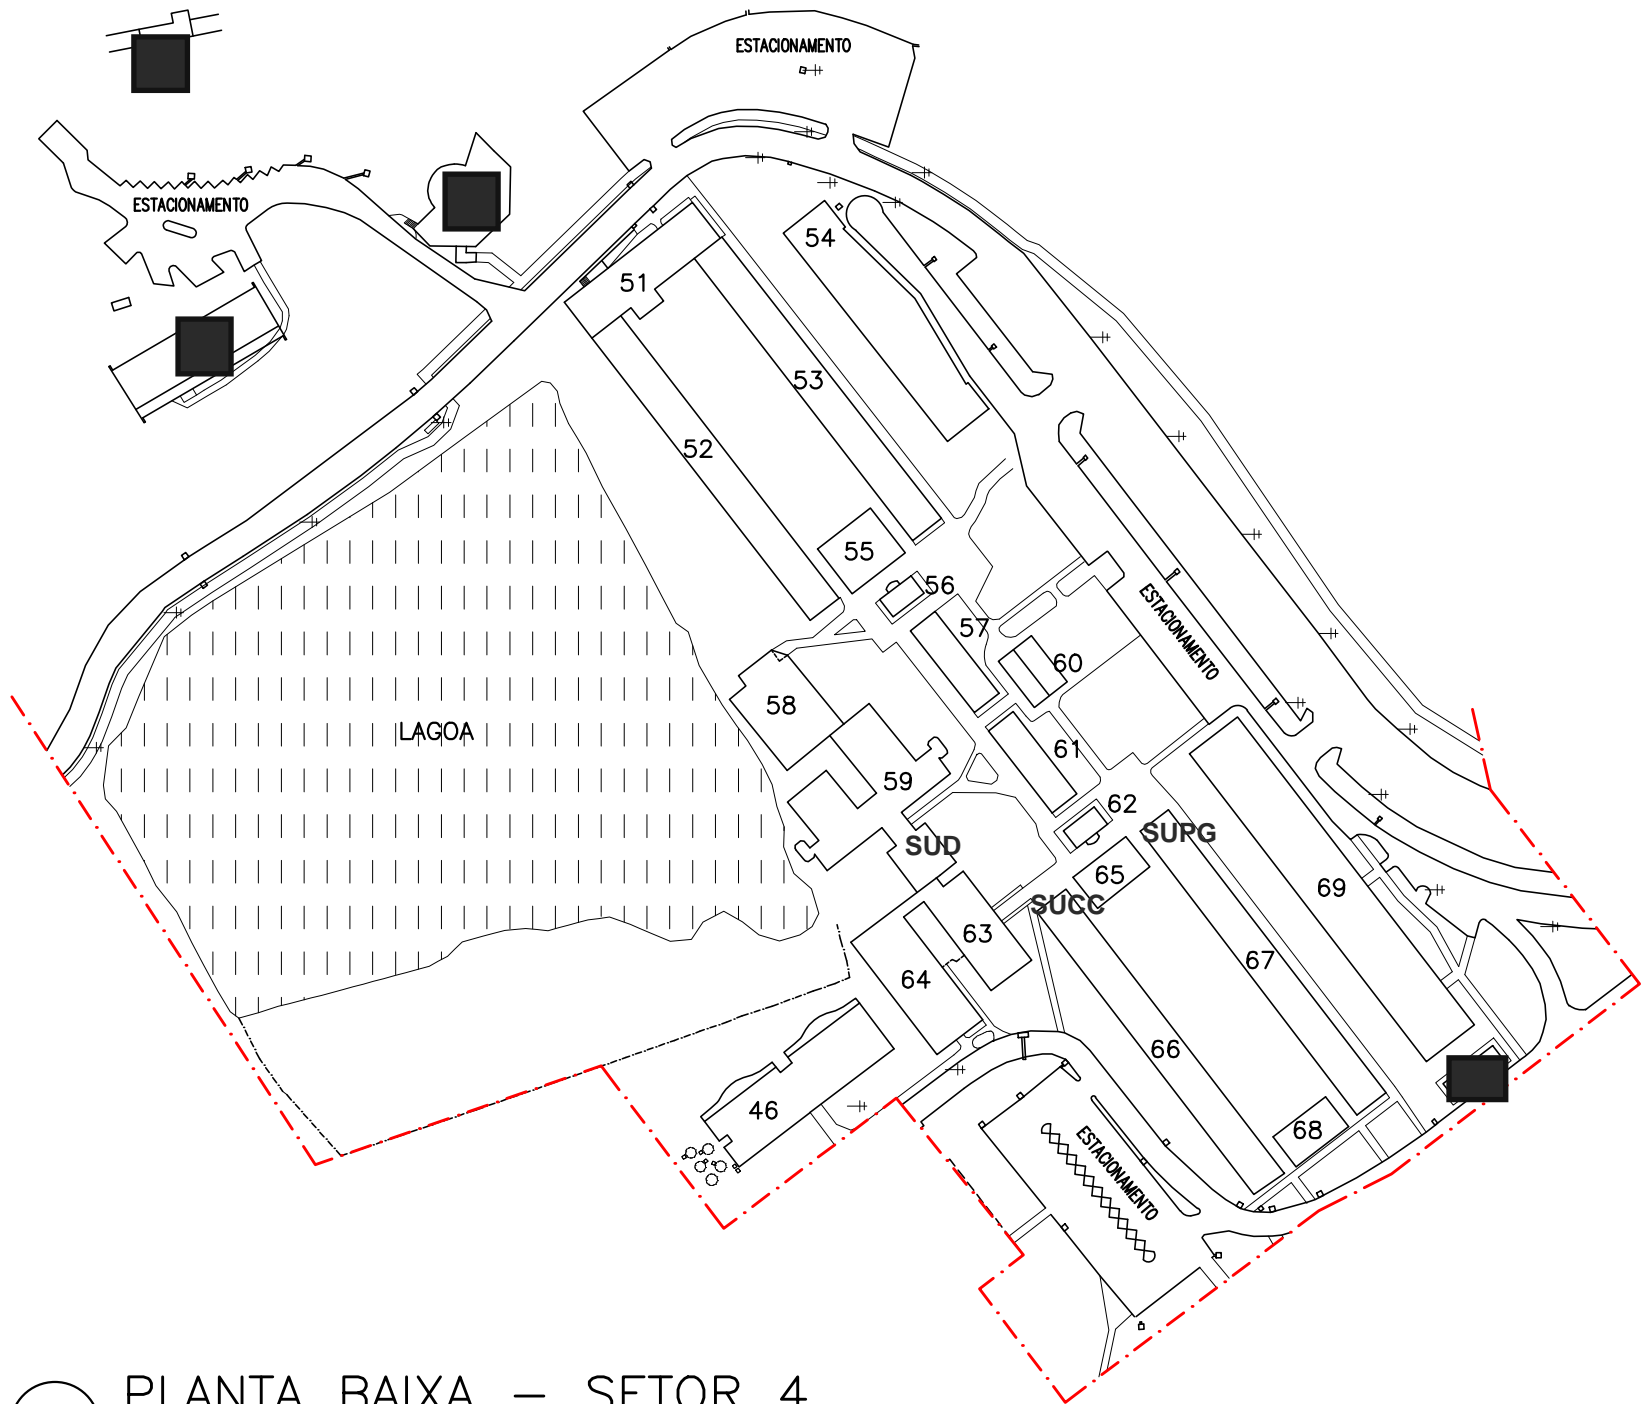 ESTACIONAMENTO
ESTACIONAMENTO
54
51
53
52
55
56
57
60
58
ESTACIONAMENTO
LAGOA
61
59
62
SUD
SUPG
65
69
SUCC
63
67
64
66
46
68
ESTACIONAMENTO
PLANTA BAIXA - SETOR 4